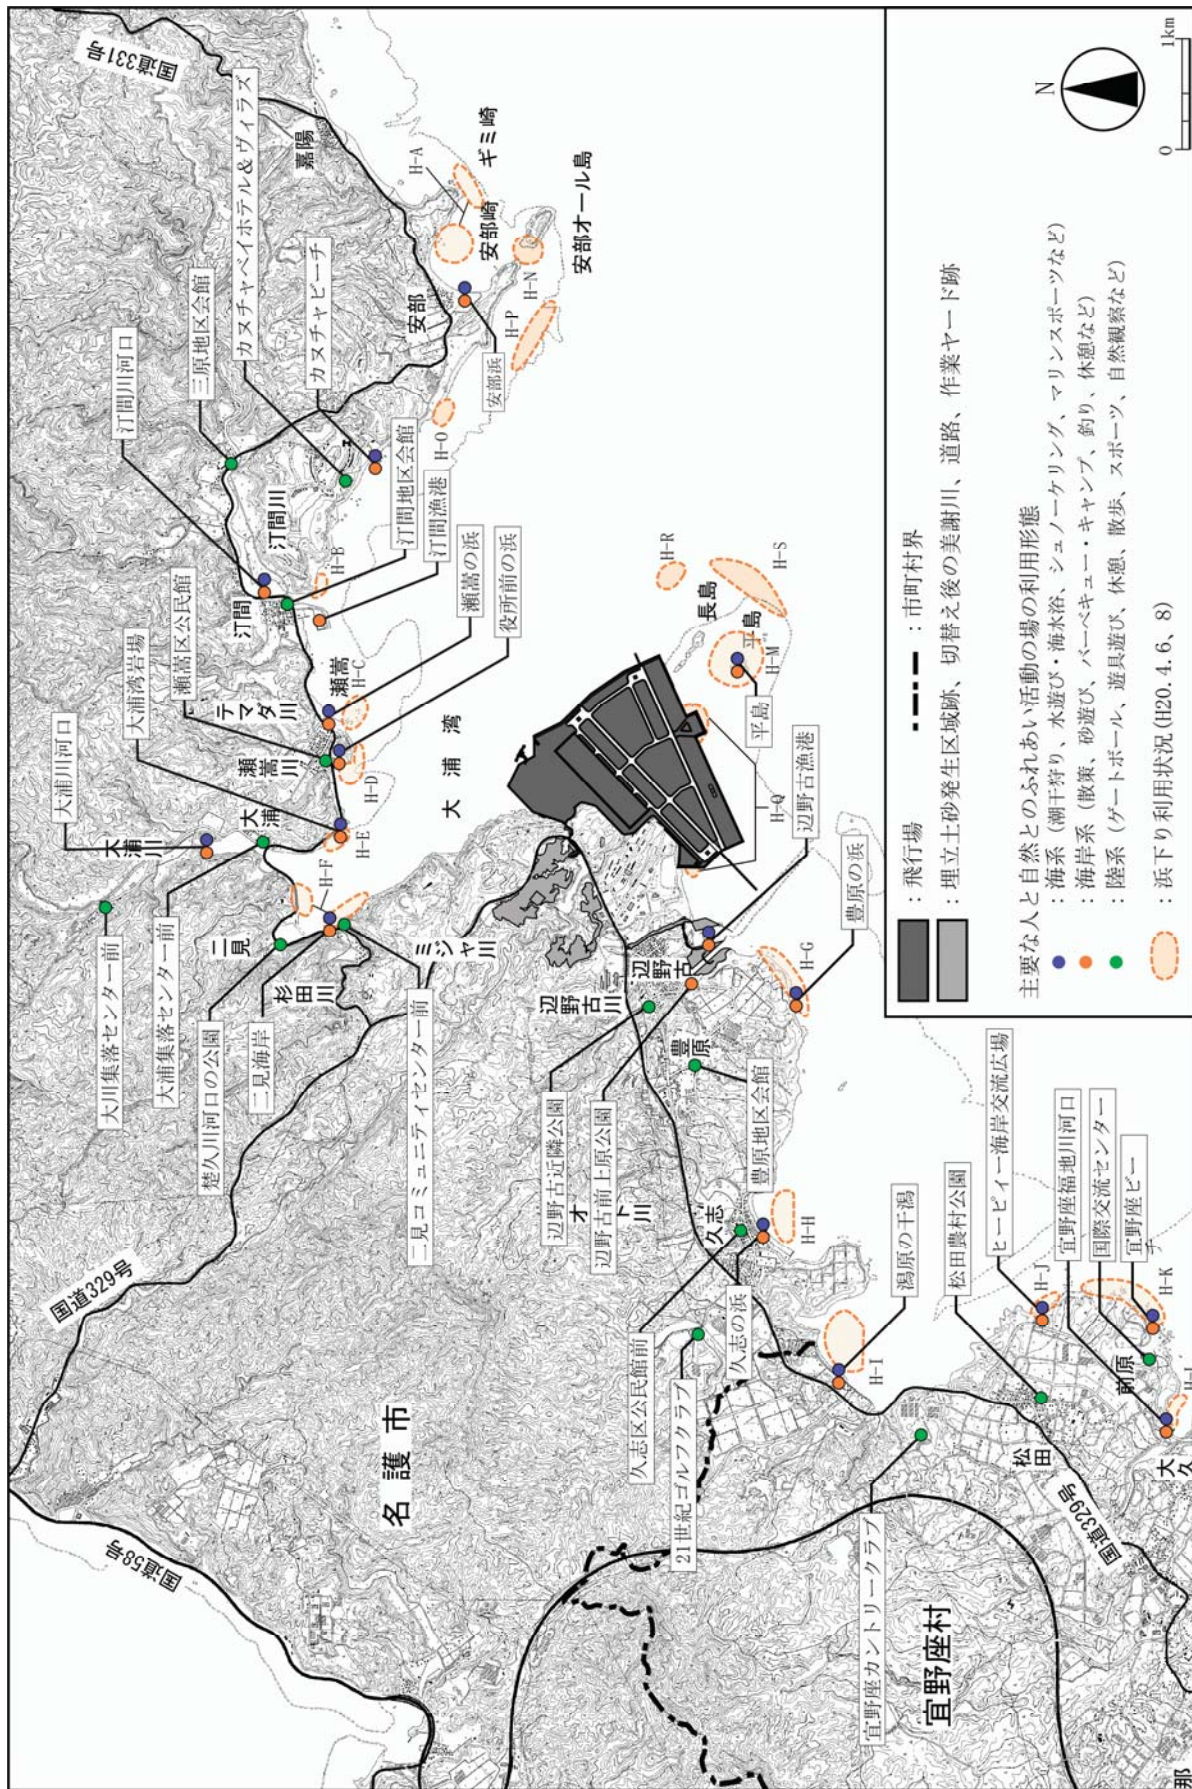 国道331号
嘉陽
カヌチャベイホテル&ヴィラズ
カヌチャビーチ
三原地区会館
汀間川河口
H-A
ギミ崎
安部崎
安部オール島
H-N
H-P
安部
安部浜
H-O
汀間川
汀間地区会館
汀間漁港
H-B
汀間
瀬嵩の浜
役所前の浜
瀬嵩区公民館
大浦湾岩場
テマダ川
瀬嵩
H-C
瀬嵩川
H-D
H-E
大浦川河口
大浦川
大浦
大浦湾
H-F
二見
大川集落センター前
大浦集落センター前
楚久川河口の公園
二見海岸
二見コミュニティセンター前
杉田川
ミジャ川
H-R
H-S
長島
平島
H-M
平島
H-Q
辺野古漁港
豊原の浜
H-G
辺野古
辺野古川
豊原
豊原地区会館
辺野古近隣公園
辺野古前上原公園
オト川
国道329号
久志
H-H
久志の浜
久志区公民館前
21世紀ゴルフクラブ
名護市
国道58号
潟原の干潟
H-I
松田農村公園
ヒーピィー海岸交流広場
宜野座福地川河口
国際交流センター
宜野座ビーチ
H-J
H-K
前原
松田
国道329号
宜野座カントリークラブ
宜野座村
大久
那
N
0 1km
:飛行場
:市町村界
:埋立土砂発生区域跡、切替え後の美謝川、道路、作業ヤード跡
主要な人と自然とのふれあい活動の場の利用形態
:海系(潮干狩り、水遊び・海水浴、シュノーケリング、マリンスポーツなど)
:海岸系(散策、砂遊び、バーベキュー・キャンプ、釣り、休憩など)
:陸系(ゲートボール、遊具遊び、休憩、散歩、スポーツ、自然観察など)
:浜下り利用状況(H20.4.6、8)